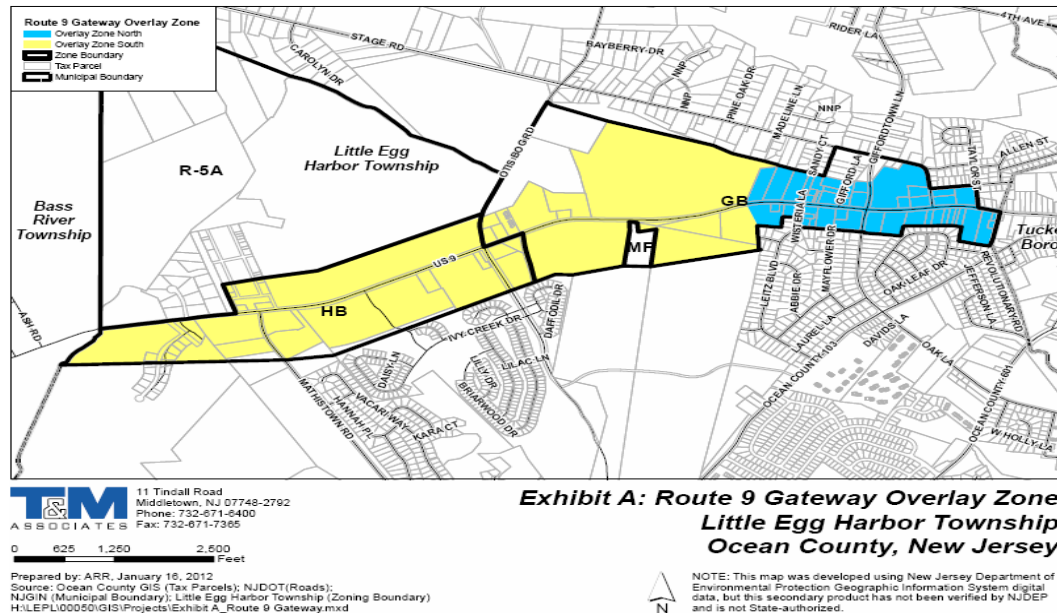 Route 9 Gateway Overlay Zone
Overlay Zone North
Overlay Zone South
Zone Boundary
Tax Parcel
Municipal Boundary
4TH AVE
RIDER LA
STAGE RD
BAYBERRY DR
CAROLYN DR
NNP
NNP
PINE OAK DR
MADELINE LN
NNP
SANDY CT
GIFFORD LA
GIFFORDTOWN LN
TAYLOR ST
ALLEN ST
OTIS BOG RD
Little Egg
Harbor Township
R-5A
Bass
River
Township
GB
WISTERIA LA
MF
US 9
HB
Tucke
Boro
LEITZ BLVD
ABBIE DR
MAYFLOWER DR
OAK LEAF DR
REVOLUTIONARY RD
JEFFERSON LA
LAUREL LA
DAVIDS LA
OAK LA
OCEAN COUNTY 103
OCEAN COUNTY 601
W HOLLY LA
ASH RD
DAFFODIL DR
IVY CREEK DR
LILAC LN
LILLY DR
BRIARWOOD DR
DAISY LN
VACARI WAY
HANNAH PL
KARA CT
MATHISTOWN RD
T&M
ASSOCIATES
11 Tindall Road
Middletown, NJ 07748-2792
Phone: 732-671-6400
Fax: 732-671-7365
0 625 1,250 2,500
Feet
Prepared by: ARR, January 16, 2012
Source: Ocean County GIS (Tax Parcels); NJDOT(Roads);
NJGIN (Municipal Boundary); Little Egg Harbor Township (Zoning Boundary)
H:\LEPL\00050\GIS\Projects\Exhibit A_Route 9 Gateway.mxd
Exhibit A: Route 9 Gateway Overlay Zone
Little Egg Harbor Township
Ocean County, New Jersey
N
NOTE: This map was developed using New Jersey Department of
Environmental Protection Geographic Information System digital
data, but this secondary product has not been verified by NJDEP
and is not State-authorized.